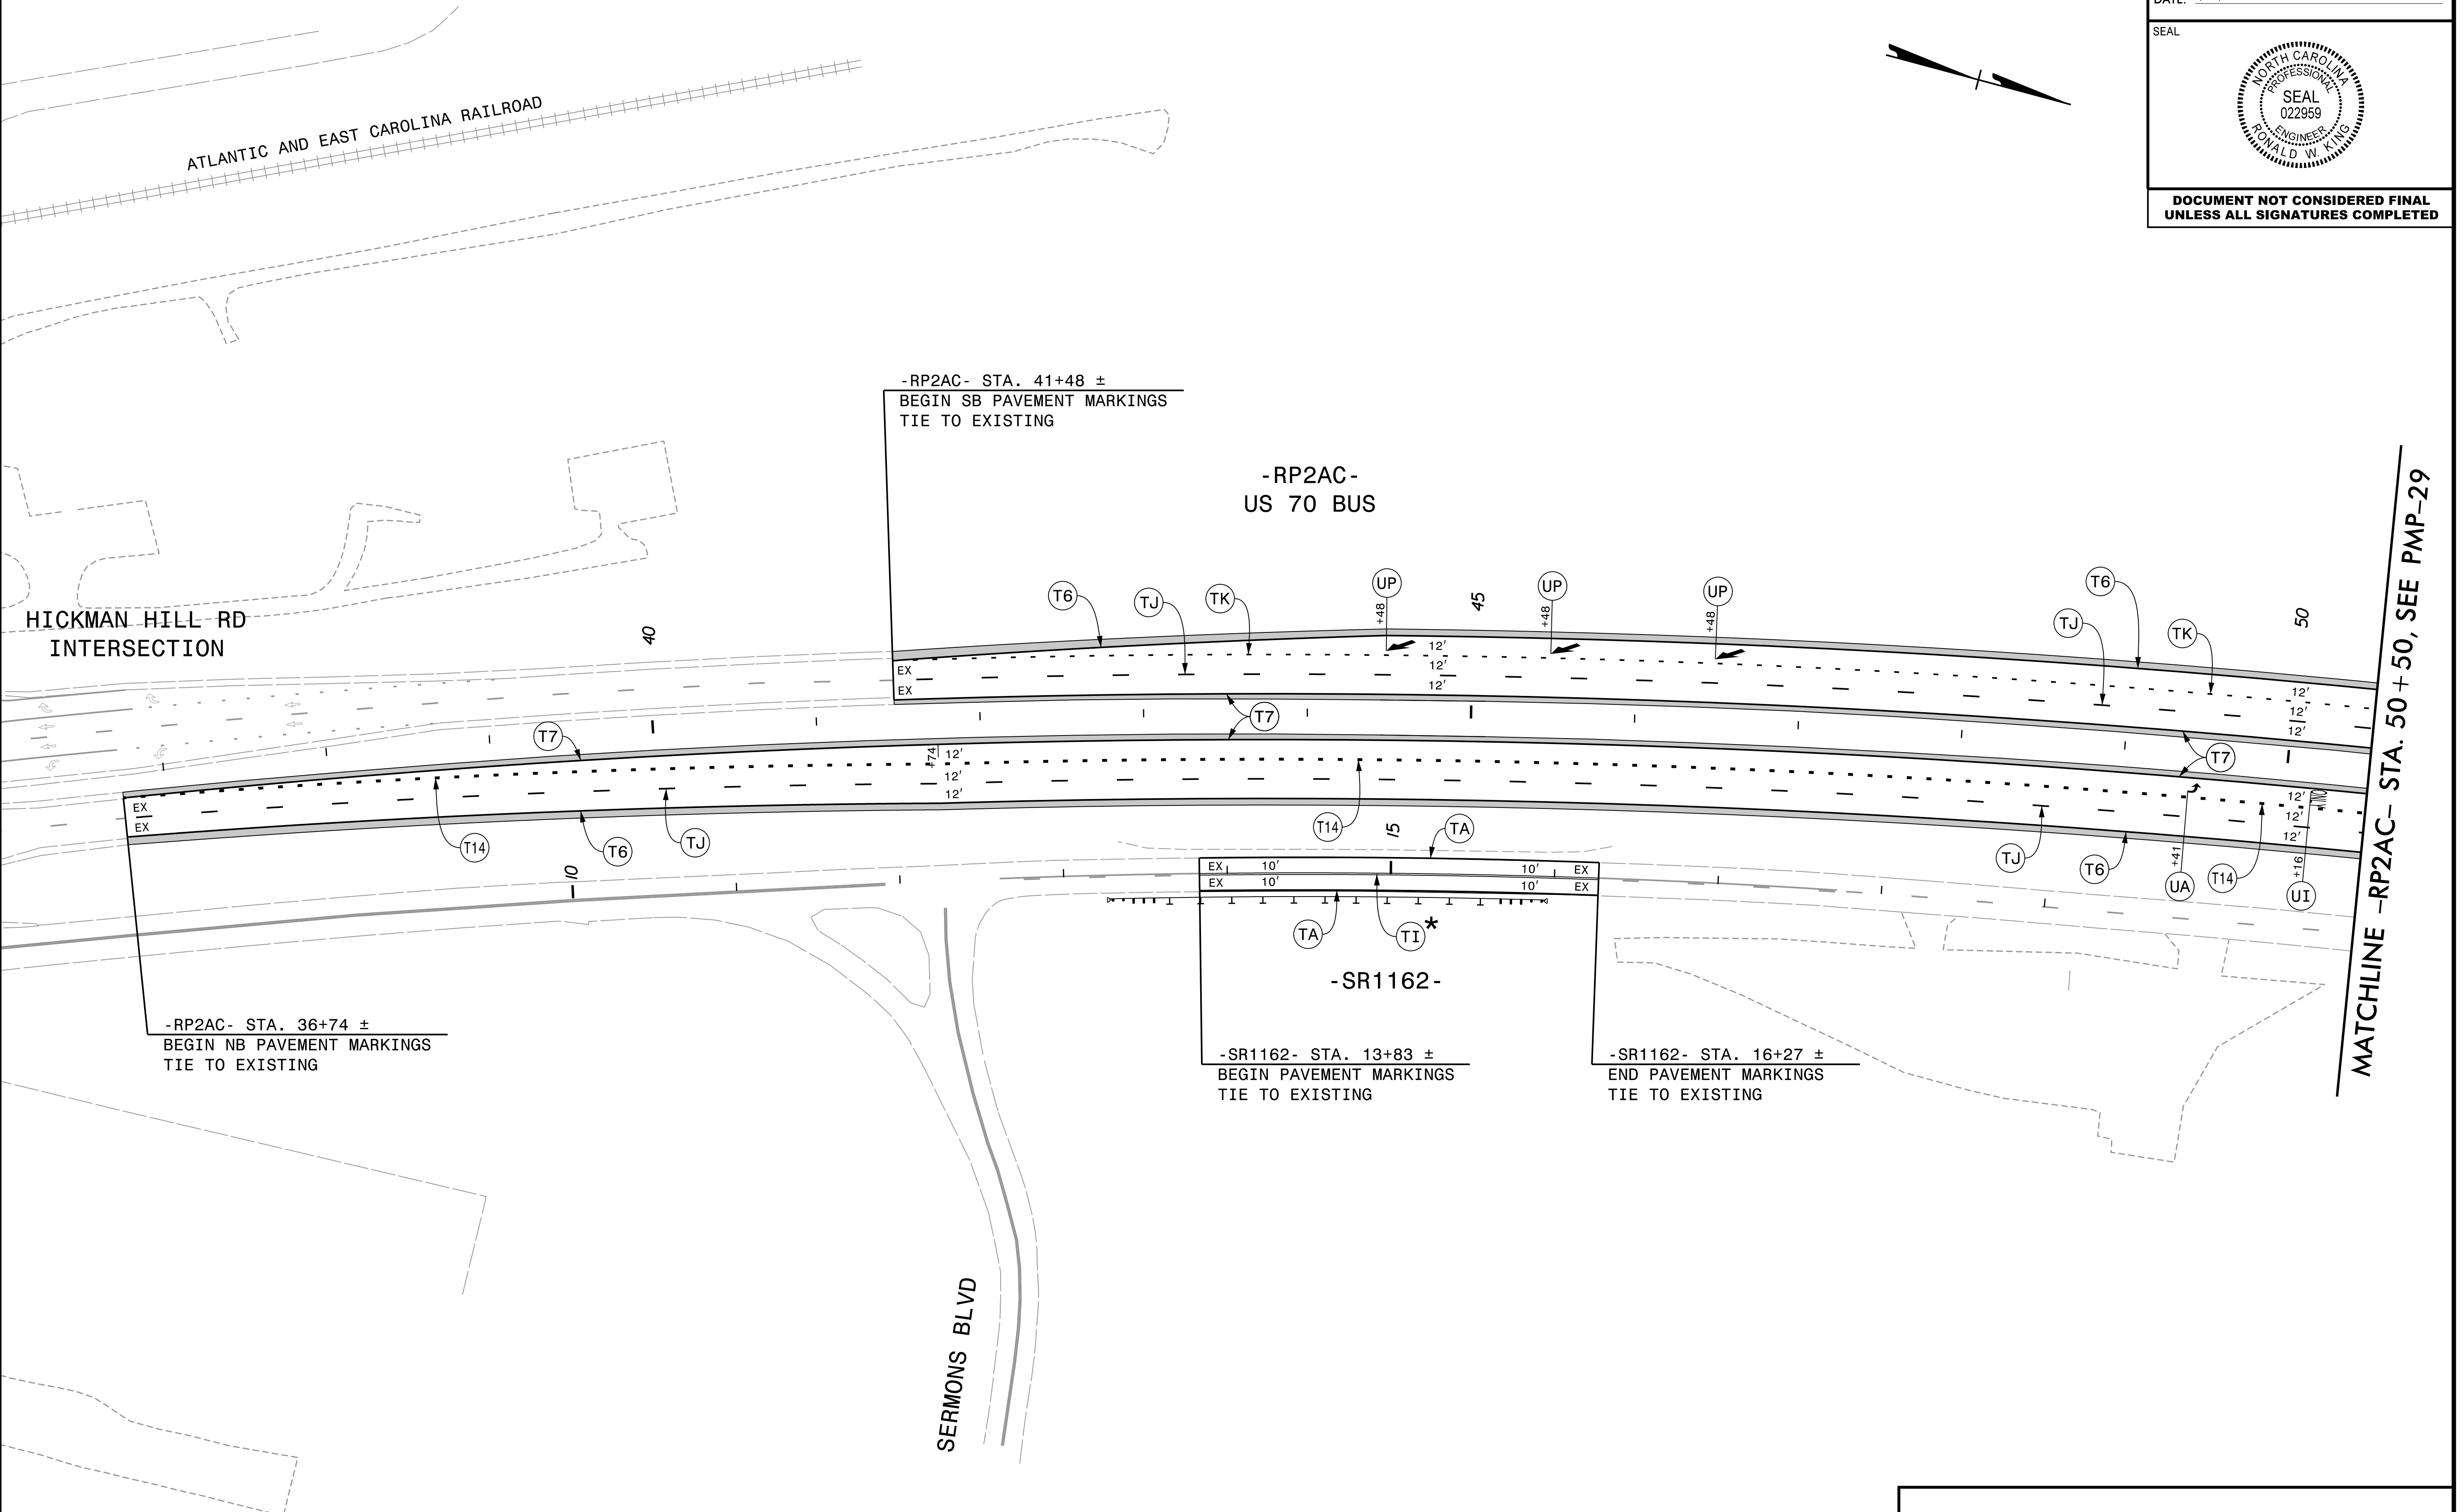 DATE:
SEAL
NORTH CAROLINA
PROFESSIONAL
SEAL
022959
ENGINEER
RONALD W. KING
DOCUMENT NOT CONSIDERED FINAL
UNLESS ALL SIGNATURES COMPLETED
ATLANTIC AND EAST CAROLINA RAILROAD
-RP2AC- STA. 41+48 ±
BEGIN SB PAVEMENT MARKINGS
TIE TO EXISTING
-RP2AC-
US 70 BUS
HICKMAN HILL RD
INTERSECTION
40
45
50
T6
TJ
TK
UP
UP
UP
+48
+48
+48
T6
TJ
TK
EX
EX
12'
12'
12'
12'
12'
12'
T7
T7
T7
+74
12'
12'
12'
EX
EX
T14
T6
TJ
T14
12'
12'
12'
TJ
T6
+41
UA
T14
+16
UI
10
15
TA
EX
10'
10'
EX
EX
10'
10'
EX
TA
TI*
-SR1162-
-RP2AC- STA. 36+74 ±
BEGIN NB PAVEMENT MARKINGS
TIE TO EXISTING
-SR1162- STA. 13+83 ±
BEGIN PAVEMENT MARKINGS
TIE TO EXISTING
-SR1162- STA. 16+27 ±
END PAVEMENT MARKINGS
TIE TO EXISTING
SERMONS BLVD
MATCHLINE -RP2AC- STA. 50+50, SEE PMP-29